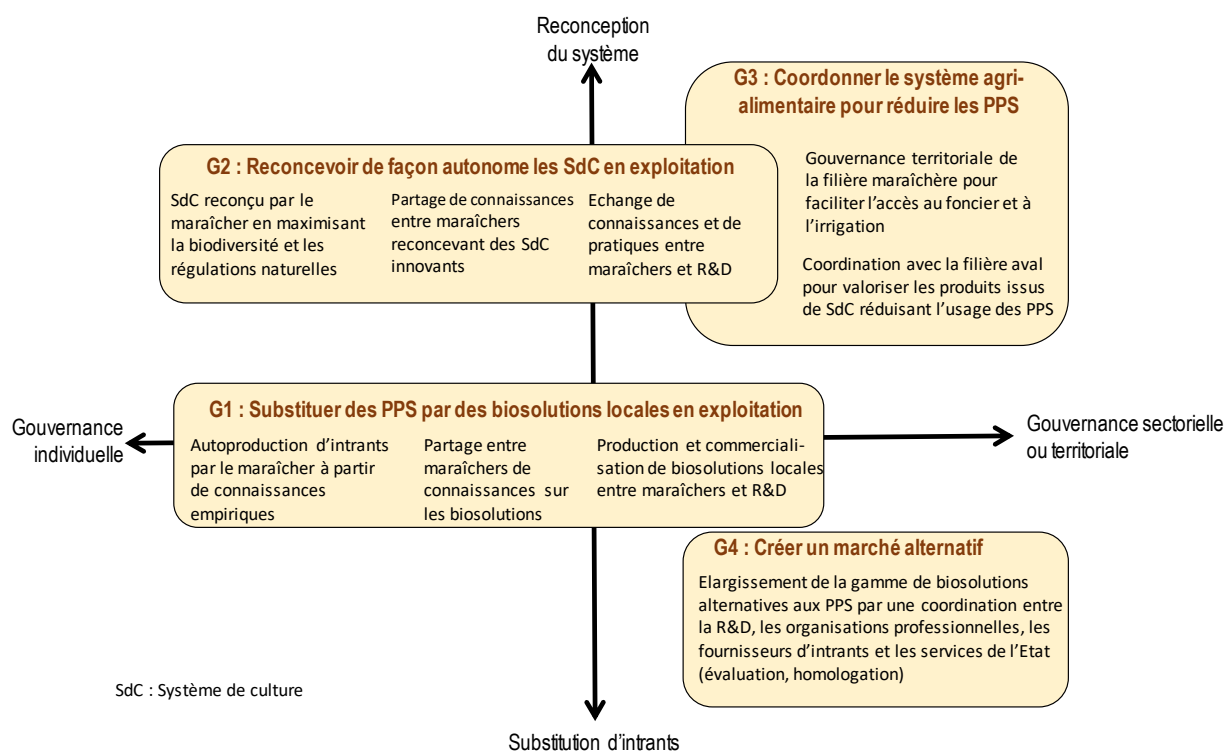 Reconception
du système
G3 : Coordonner le système agri-
alimentaire pour réduire les PPS
Gouvernance territoriale de
la filière maraîchère pour
faciliter l’accès au foncier et à
l’irrigation
Coordination avec la filière aval
pour valoriser les produits issus
de SdC réduisant l’usage des PPS
G2 : Reconcevoir de façon autonome les SdC en exploitation
SdC reconçu par le
maraîcher en maximisant
la biodiversité et les
régulations naturelles
Partage de connaissances
entre maraîchers
reconcevant des SdC
innovants
Echange de
connaissances et de
pratiques entre
maraîchers et R&D
G1 : Substituer des PPS par des biosolutions locales en exploitation
Autoproduction d’intrants
par le maraîcher à partir
de connaissances
empiriques
Partage entre
maraîchers de
connaissances sur
les biosolutions
Production et commerciali-
sation de biosolutions locales
entre maraîchers et R&D
Gouvernance
individuelle
Gouvernance sectorielle
ou territoriale
G4 : Créer un marché alternatif
Elargissement de la gamme de biosolutions
alternatives aux PPS par une coordination entre
la R&D, les organisations professionnelles, les
fournisseurs d’intrants et les services de l’Etat
(évaluation, homologation)
SdC : Système de culture
Substitution d’intrants